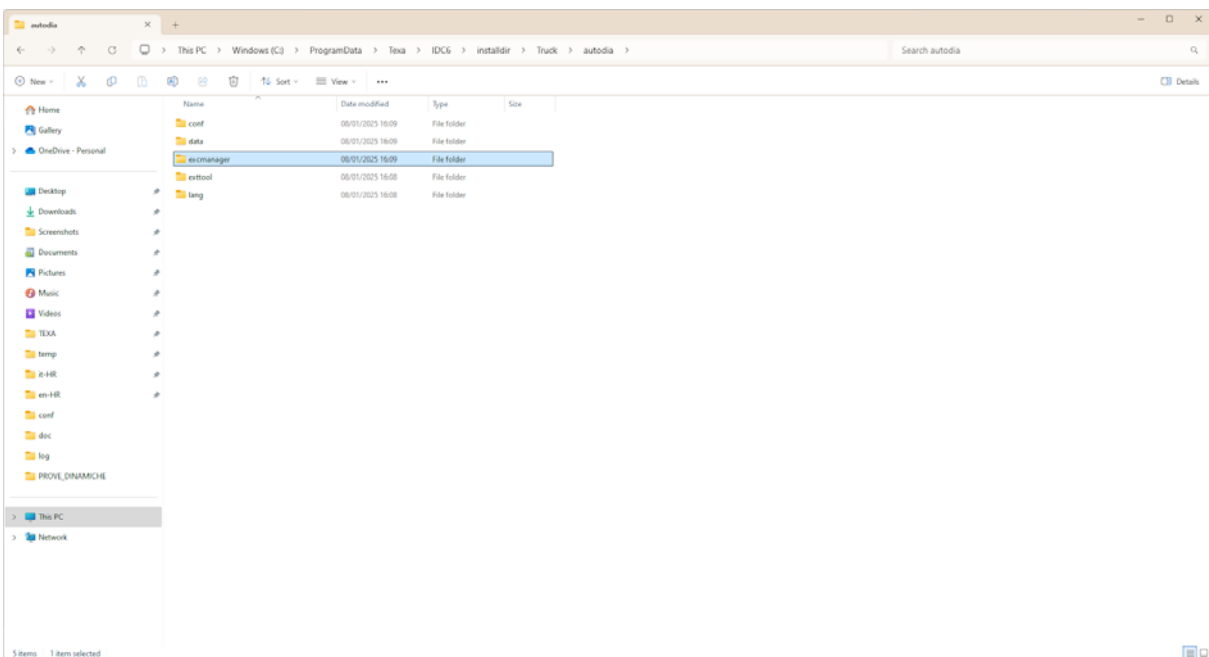 autodia
This PC > Windows (C:) > ProgramData > Texa > IDC6 > installdir > Truck > autodia >
Search autodia
New
Sort
View
Details
Name
Date modified
Type
Size
conf 08/01/2025 16:09 File folder
data 08/01/2025 16:09 File folder
excmanager 08/01/2025 16:09 File folder
exttool 08/01/2025 16:08 File folder
lang 08/01/2025 16:08 File folder
Home
Gallery
OneDrive - Personal
Desktop
Downloads
Screenshots
Documents
Pictures
Music
Videos
TEXA
temp
it-HR
en-HR
conf
doc
log
PROVE_DINAMICHE
This PC
Network
5 items
1 item selected